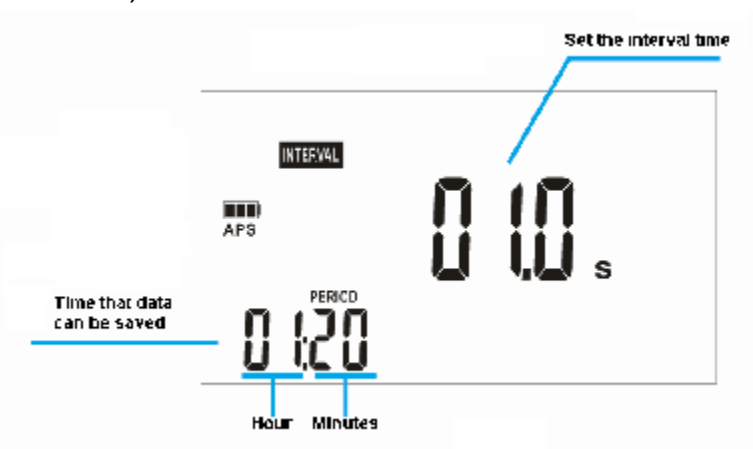 Set the interval time
INTERVAL
01.0 s
APS
Time that data
can be saved
PERIOD
01:20
Hour Minutes